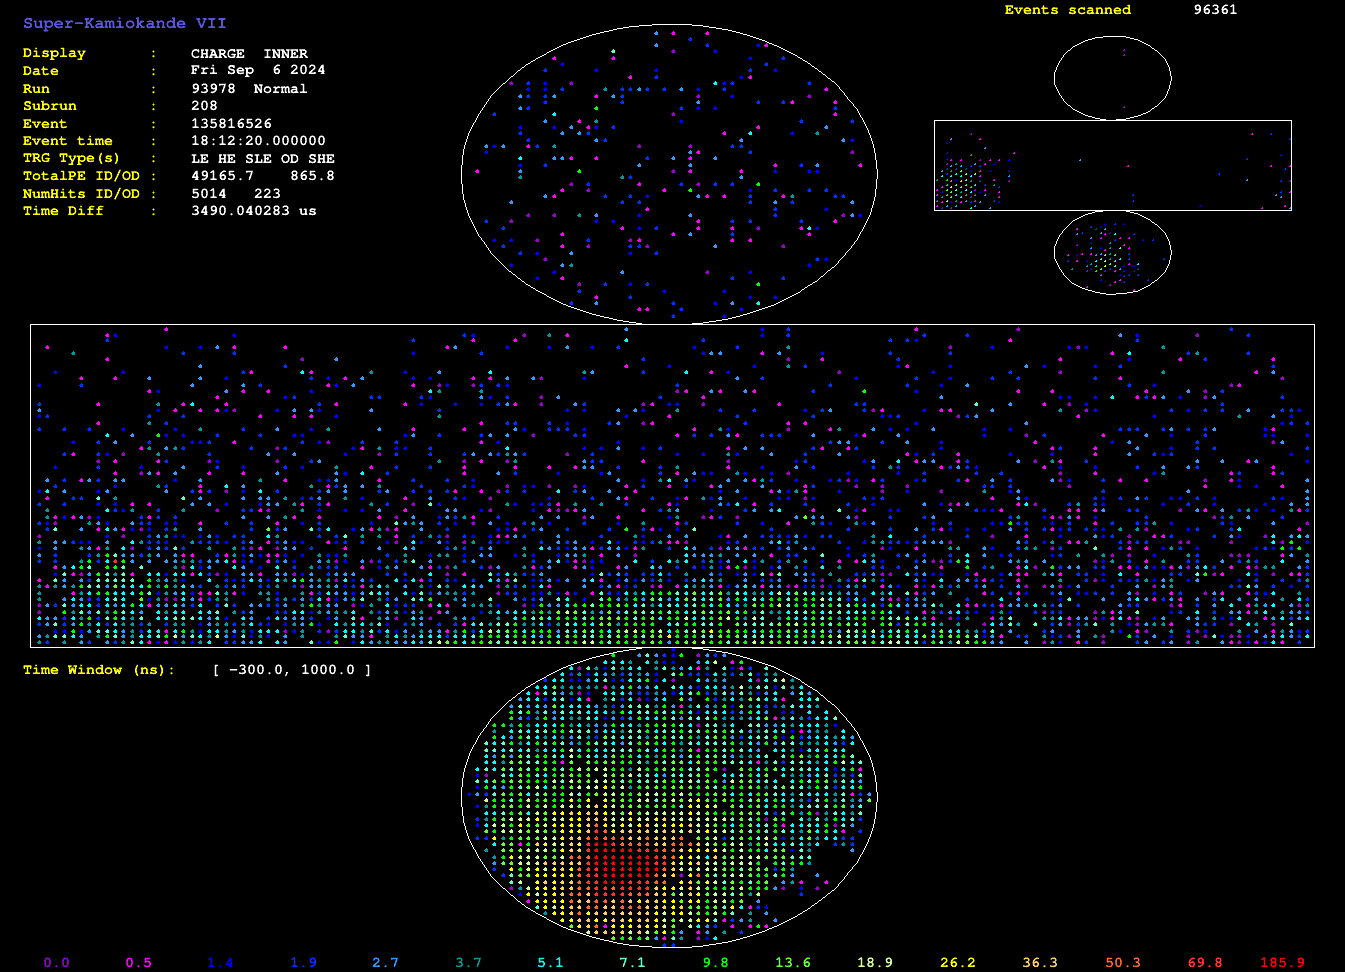 Super-Kamiokande VII
Events scanned 96361
Display : CHARGE INNER
Date : Fri Sep 6 2024
Run : 93978 Normal
Subrun : 208
Event : 135816526
Event time : 18:12:20.000000
TRG Type(s) : LE HE SLE OD SHE
TotalPE ID/OD : 49165.7 865.8
NumHits ID/OD : 5014 223
Time Diff : 3490.040283 us
Time Window (ns): [ -300.0, 1000.0 ]
0.0 0.5 1.4 1.9 2.7 3.7 5.1 7.1 9.8 13.6 18.9 26.2 36.3 50.3 69.8 185.9